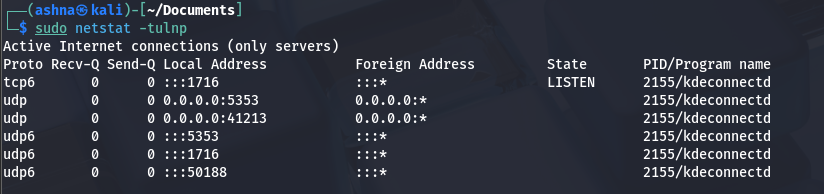 ┌──(ashna㉿kali)-[~/Documents]
└─$ sudo netstat -tulnp
Active Internet connections (only servers)
Proto Recv-Q Send-Q Local Address           Foreign Address         State       PID/Program name
tcp6       0      0 :::1716                 :::*                    LISTEN      2155/kdeconnectd
udp        0      0 0.0.0.0:5353            0.0.0.0:*                           2155/kdeconnectd
udp        0      0 0.0.0.0:41213           0.0.0.0:*                           2155/kdeconnectd
udp6       0      0 :::5353                 :::*                                2155/kdeconnectd
udp6       0      0 :::1716                 :::*                                2155/kdeconnectd
udp6       0      0 :::50188                :::*                                2155/kdeconnectd